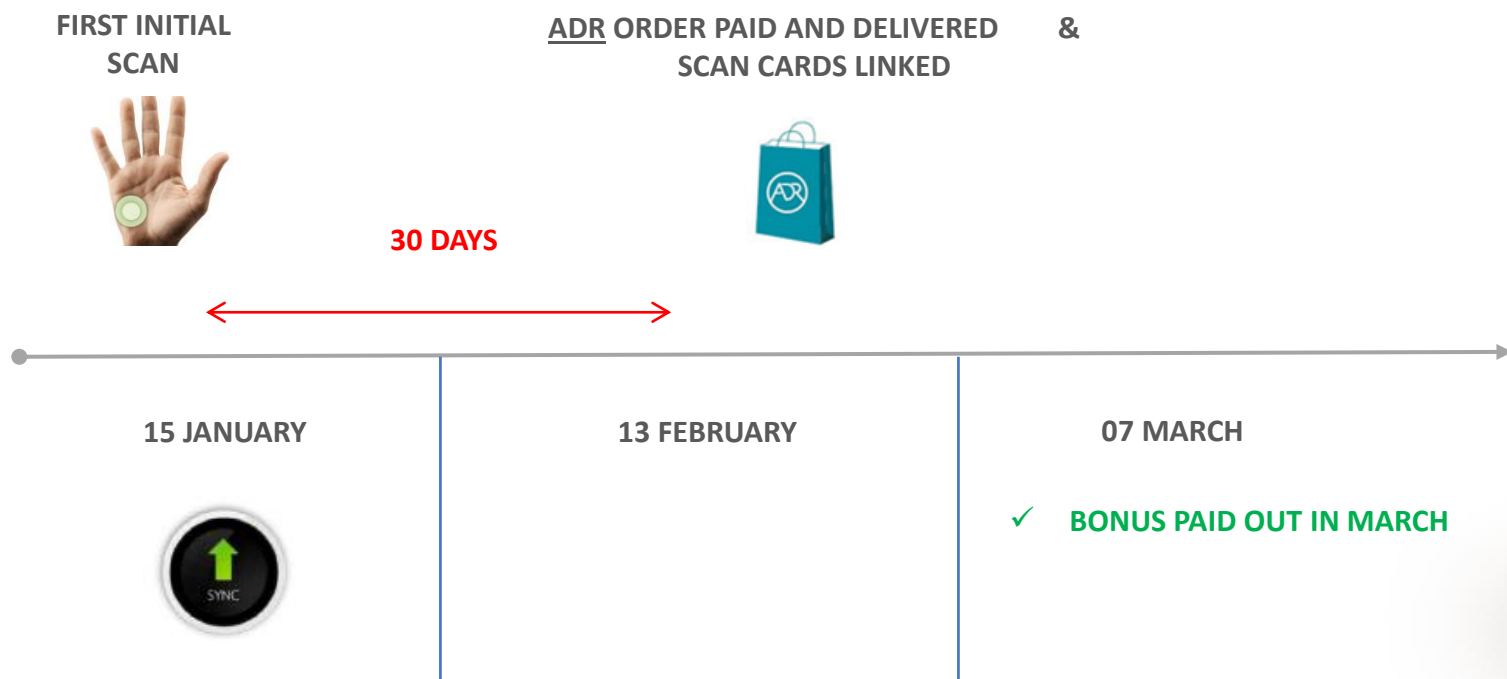 FIRST INITIAL
SCAN
ADR ORDER PAID AND DELIVERED &
SCAN CARDS LINKED
ADR
30 DAYS
15 JANUARY
13 FEBRUARY
07 MARCH
SYNC
✓ BONUS PAID OUT IN MARCH